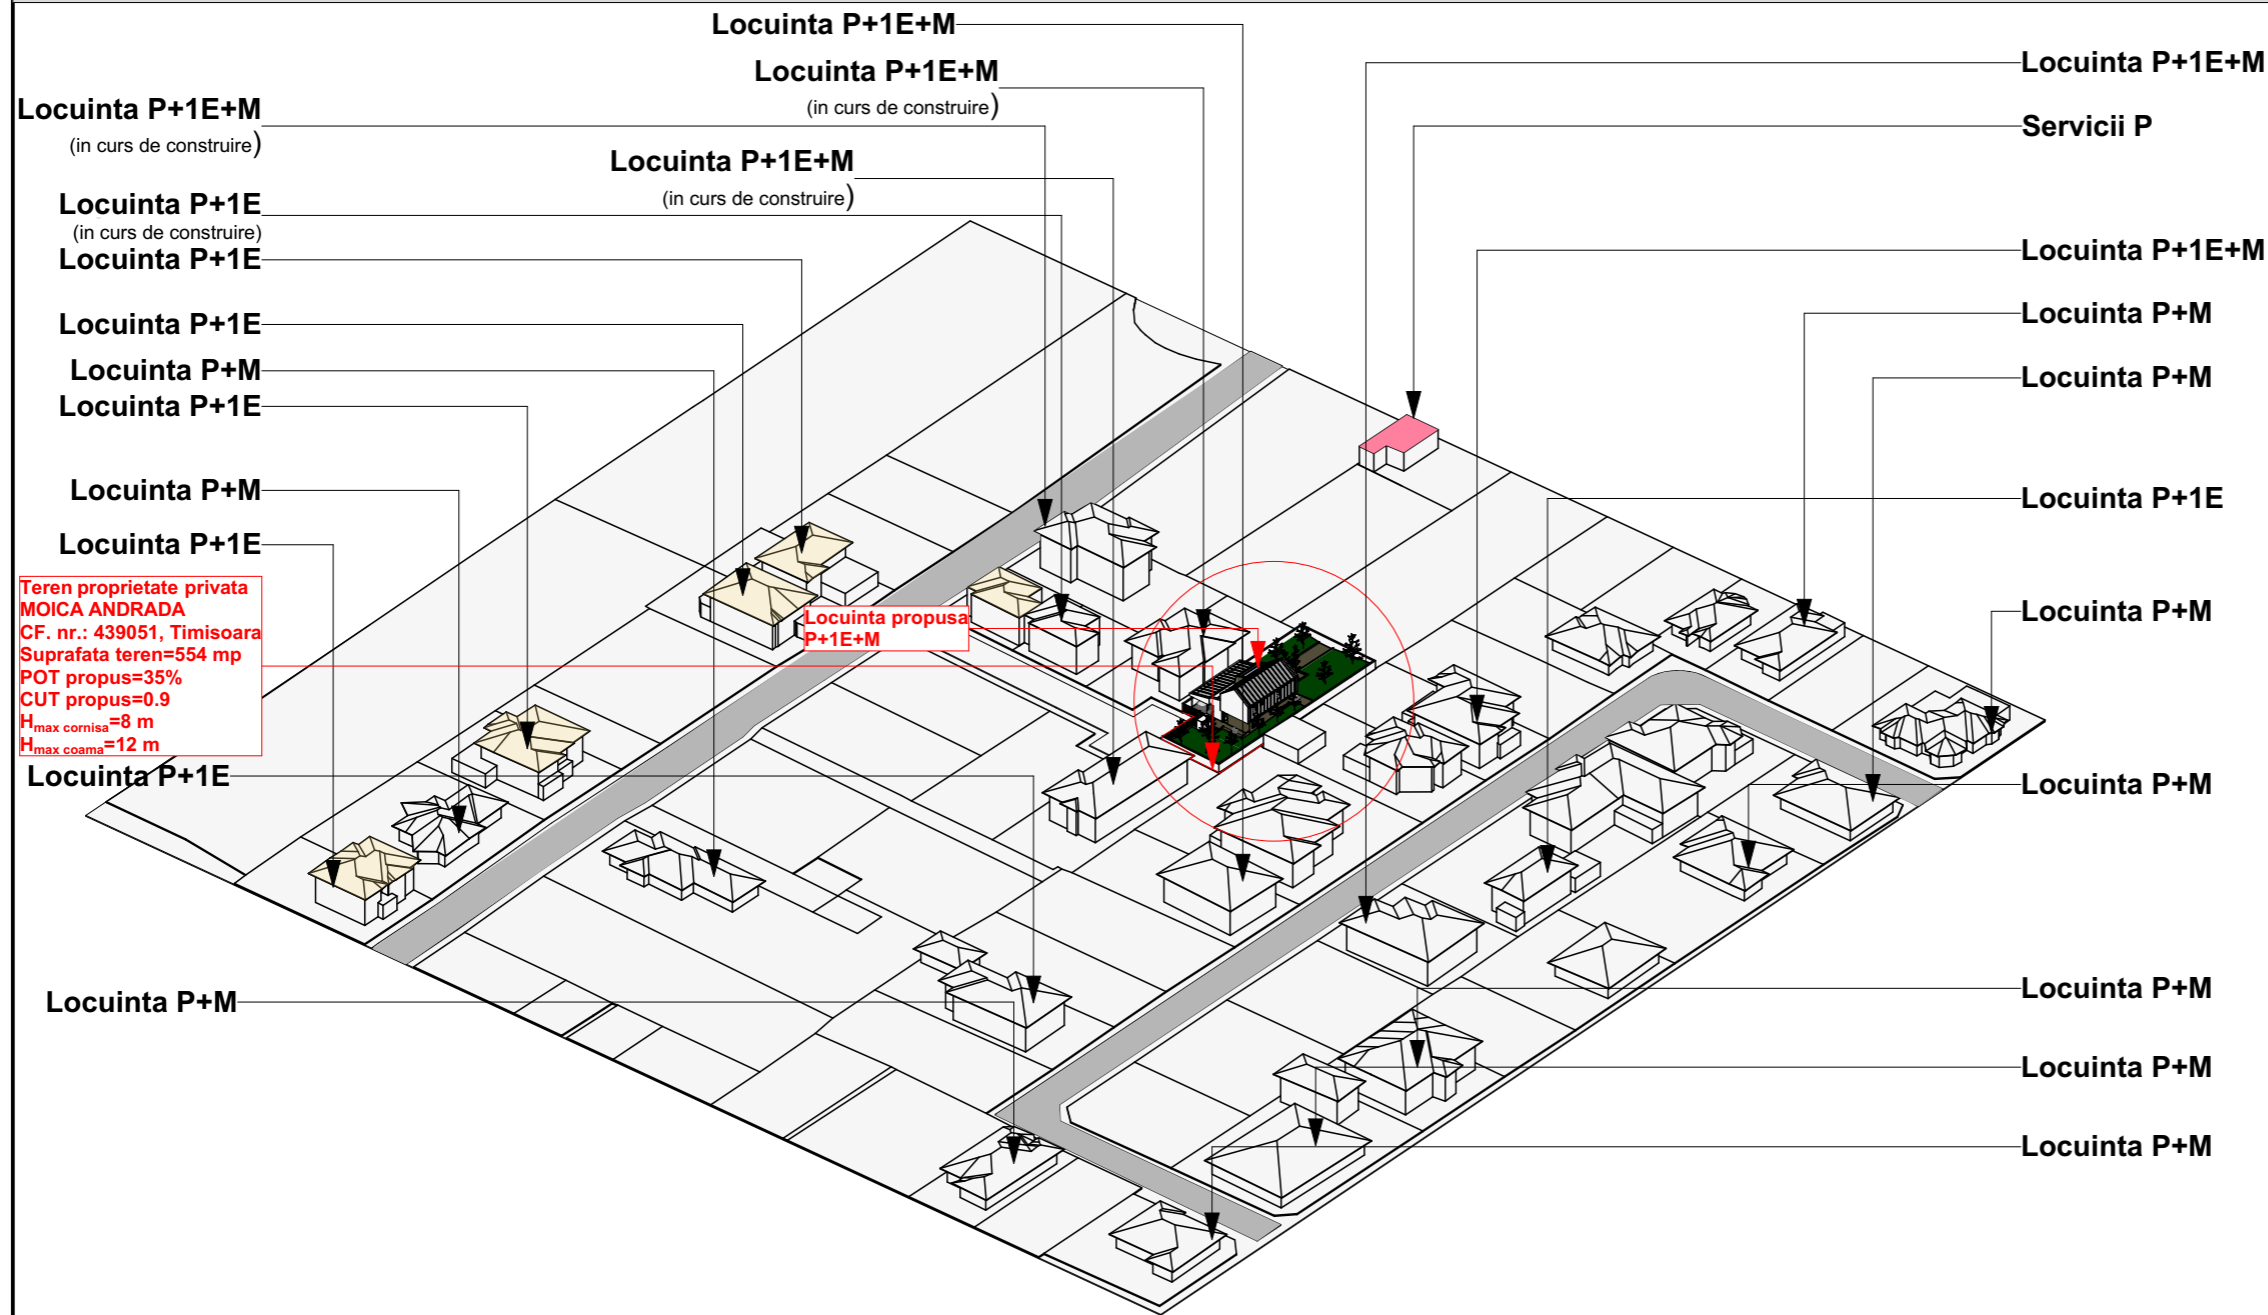 Locuinta P+1E+M
Locuinta P+1E+M
(in curs de construire)
Locuinta P+1E+M
(in curs de construire)
Locuinta P+1E+M
(in curs de construire)
Locuinta P+1E
(in curs de construire)
Locuinta P+1E
Locuinta P+1E
Locuinta P+M
Locuinta P+1E
Locuinta P+M
Locuinta P+1E
Teren proprietate privata
MOICA ANDRADA
CF. nr.: 439051, Timisoara
Suprafata teren=554 mp
POT propus=35%
CUT propus=0.9
Hmax cornisa=8 m
Hmax coama=12 m
Locuinta P+1E
Locuinta P+M
Locuinta propusa
P+1E+M
Locuinta P+1E+M
Servicii P
Locuinta P+1E+M
Locuinta P+M
Locuinta P+M
Locuinta P+1E
Locuinta P+M
Locuinta P+M
Locuinta P+M
Locuinta P+M
Locuinta P+M